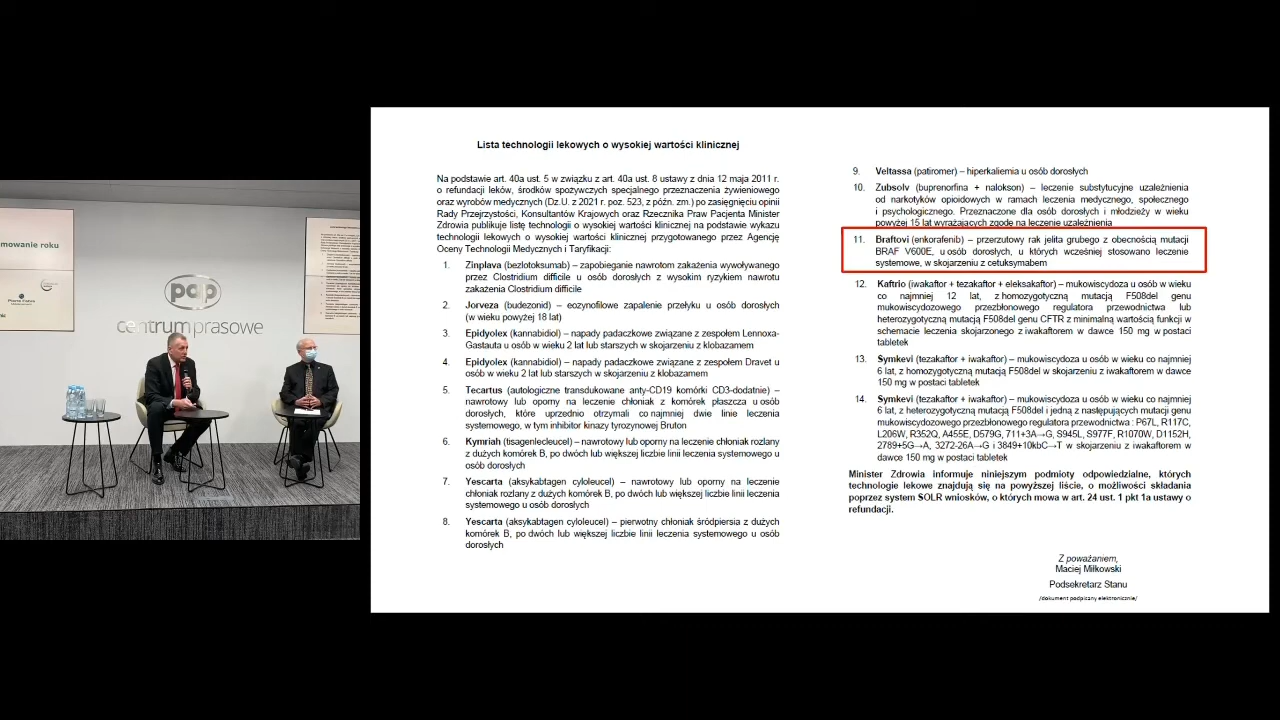 mowanie roku
Pierre Fabre
pap
centrumprasowe
Lista technologii lekowych o wysokiej wartości klinicznej
Na podstawie art. 40a ust. 5 w związku z art. 40a ust. 8 ustawy z dnia 12 maja 2011 r.
o refundacji leków, środków spożywczych specjalnego przeznaczenia żywieniowego
oraz wyrobów medycznych (Dz.U. z 2021 r. poz. 523, z późn. zm.) po zasięgnięciu opinii
Rady Przejrzystości, Konsultantów Krajowych oraz Rzecznika Praw Pacjenta Minister
Zdrowia publikuje listę technologii o wysokiej wartości klinicznej na podstawie wykazu
technologii lekowych o wysokiej wartości klinicznej przygotowanego przez Agencję
Oceny Technologii Medycznych i Taryfikacji:
1. Zinplava (bezlotoksumab) – zapobieganie nawrotom zakażenia wywoływanego
przez Clostridium difficile u osób dorosłych z wysokim ryzykiem nawrotu
zakażenia Clostridium difficile
2. Jorveza (budezonid) – eozynofilowe zapalenie przełyku u osób dorosłych
(w wieku powyżej 18 lat)
3. Epidyolex (kannabidiol) – napady padaczkowe związane z zespołem Lennoxa-
Gastauta u osób w wieku 2 lat lub starszych w skojarzeniu z klobazamem
4. Epidyolex (kannabidiol) – napady padaczkowe związane z zespołem Dravet u osób
w wieku 2 lat lub starszych w skojarzeniu z klobazamem
5. Tecartus (autologiczne transdukowane anty-CD19 komórki CD3-dodatnie) –
nawrotowy lub oporny na leczenie chłoniak z komórek płaszcza u osób
dorosłych, które uprzednio otrzymali co najmniej dwie linie leczenia
systemowego, w tym inhibitor kinazy tyrozynowej Bruton
6. Kymriah (tisagenlecleucel) – nawrotowy lub oporny na leczenie chłoniak rozlany
z dużych komórek B, po dwóch lub większej liczbie linii leczenia systemowego u
osób dorosłych
7. Yescarta (aksykabtagen cyloleucel) – nawrotowy lub oporny na leczenie
chłoniak rozlany z dużych komórek B, po dwóch lub większej liczbie linii leczenia
systemowego u osób dorosłych
8. Yescarta (aksykabtagen cyloleucel) – pierwotny chłoniak śródpiersia z dużych
komórek B, po dwóch lub większej liczbie linii leczenia systemowego u osób
dorosłych
9. Veltassa (patiromer) – hiperkaliemia u osób dorosłych
10. Zubsolv (buprenorfina + nalokson) – leczenie substytucyjne uzależnienia
od narkotyków opioidowych w ramach leczenia medycznego, społecznego
i psychologicznego. Przeznaczone dla osób dorosłych i młodzieży w wieku
powyżej 15 lat wyrażających zgodę na leczenie uzależnienia
11. Braftovi (enkorafenib) – przerzutowy rak jelita grubego z obecnością mutacji
BRAF V600E, u osób dorosłych, u których wcześniej stosowano leczenie
systemowe, w skojarzeniu z cetuksymabem
12. Kaftrio (iwakaftor + tezakaftor + eleksakaftor) – mukowiscydoza u osób w wieku
co najmniej 12 lat, z homozygotyczną mutacją F508del genu
mukowiscydozowego przezbłonowego regulatora przewodnictwa lub
heterozygotyczną mutacją F508del genu CFTR z minimalną wartością funkcji w
schemacie leczenia skojarzonego z iwakaftorem w dawce 150 mg w postaci
tabletek
13. Symkevi (tezakaftor + iwakaftor) – mukowiscydoza u osób w wieku co najmniej
6 lat, z homozygotyczną mutacją F508del w skojarzeniu z iwakaftorem w dawce
150 mg w postaci tabletek
14. Symkevi (tezakaftor + iwakaftor) – mukowiscydoza u osób w wieku co najmniej
6 lat, z heterozygotyczną mutacją F508del i jedną z następujących mutacji genu
mukowiscydozowego przezbłonowego regulatora przewodnictwa : P67L, R117C,
L206W, R352Q, A455E, D579G, 711+3A→G, S945L, S977F, R1070W, D1152H,
2789+5G→A, 3272-26A→G i 3849+10kbC→T w skojarzeniu z iwakaftorem w
dawce 150 mg w postaci tabletek
Minister Zdrowia informuje niniejszym podmioty odpowiedzialne, których
technologie lekowe znajdują się na powyższej liście, o możliwości składania
poprzez system SOLR wniosków, o których mowa w art. 24 ust. 1 pkt 1a ustawy o
refundacji.
Z poważaniem,
Maciej Miłkowski
Podsekretarz Stanu
/dokument podpisany elektronicznie/